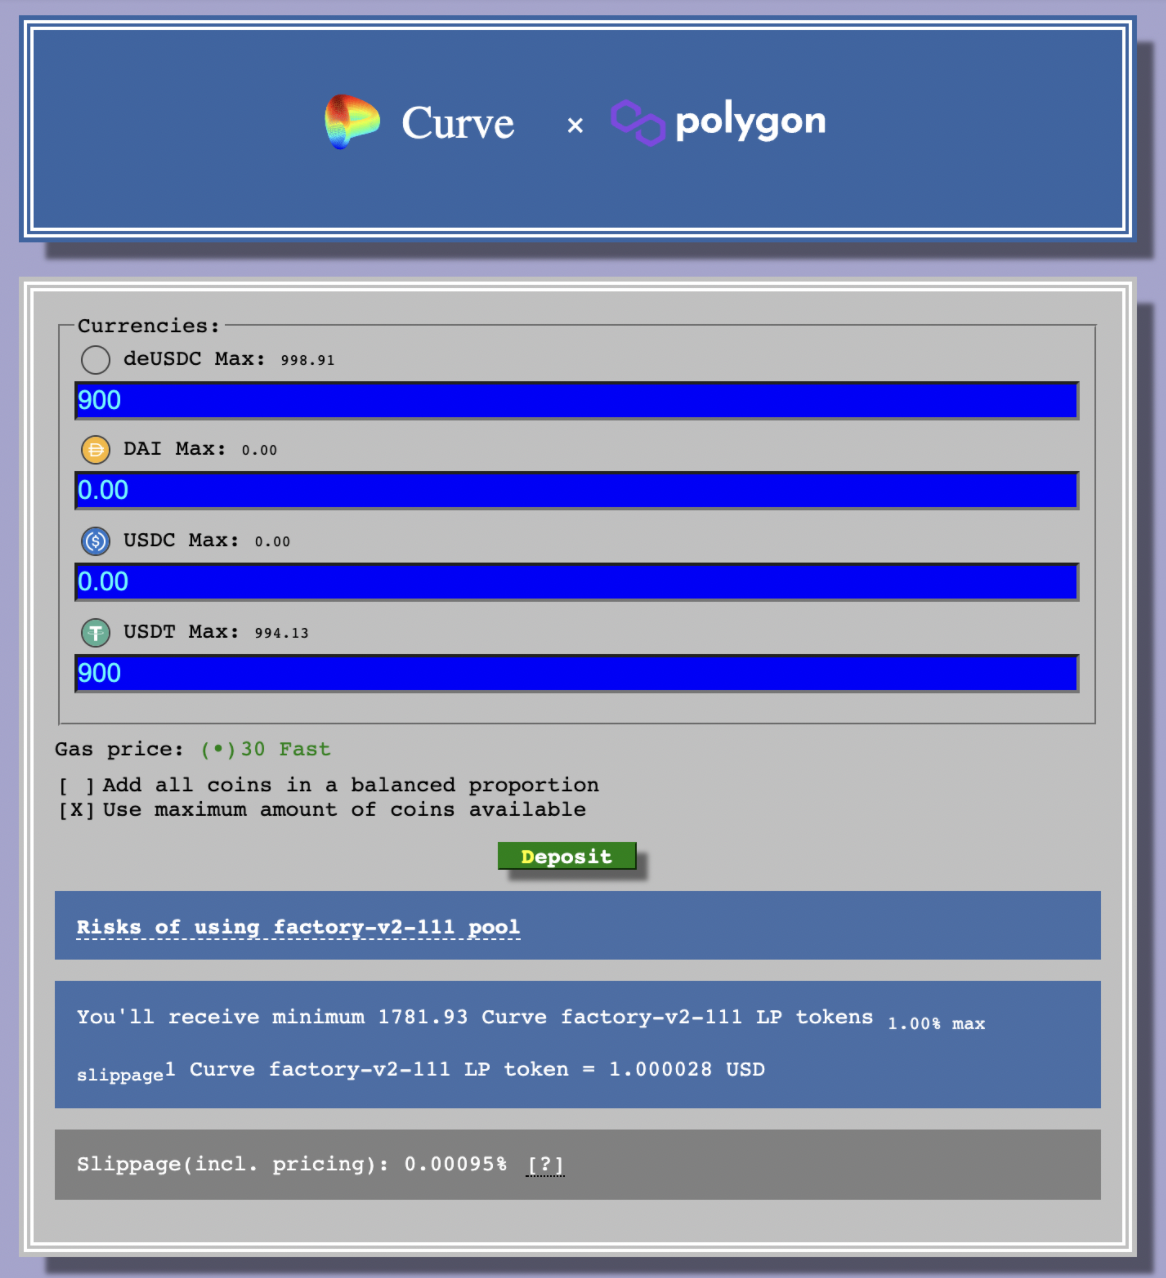 Curve × polygon
Currencies:
deUSDC Max: 998.91
900
DAI Max: 0.00
0.00
USDC Max: 0.00
0.00
USDT Max: 994.13
900
Gas price: (•)30 Fast
[ ]Add all coins in a balanced proportion
[X]Use maximum amount of coins available
Deposit
Risks of using factory-v2-111 pool
You'll receive minimum 1781.93 Curve factory-v2-111 LP tokens 1.00% max
slippage1 Curve factory-v2-111 LP token = 1.000028 USD
Slippage(incl. pricing): 0.00095% [?]